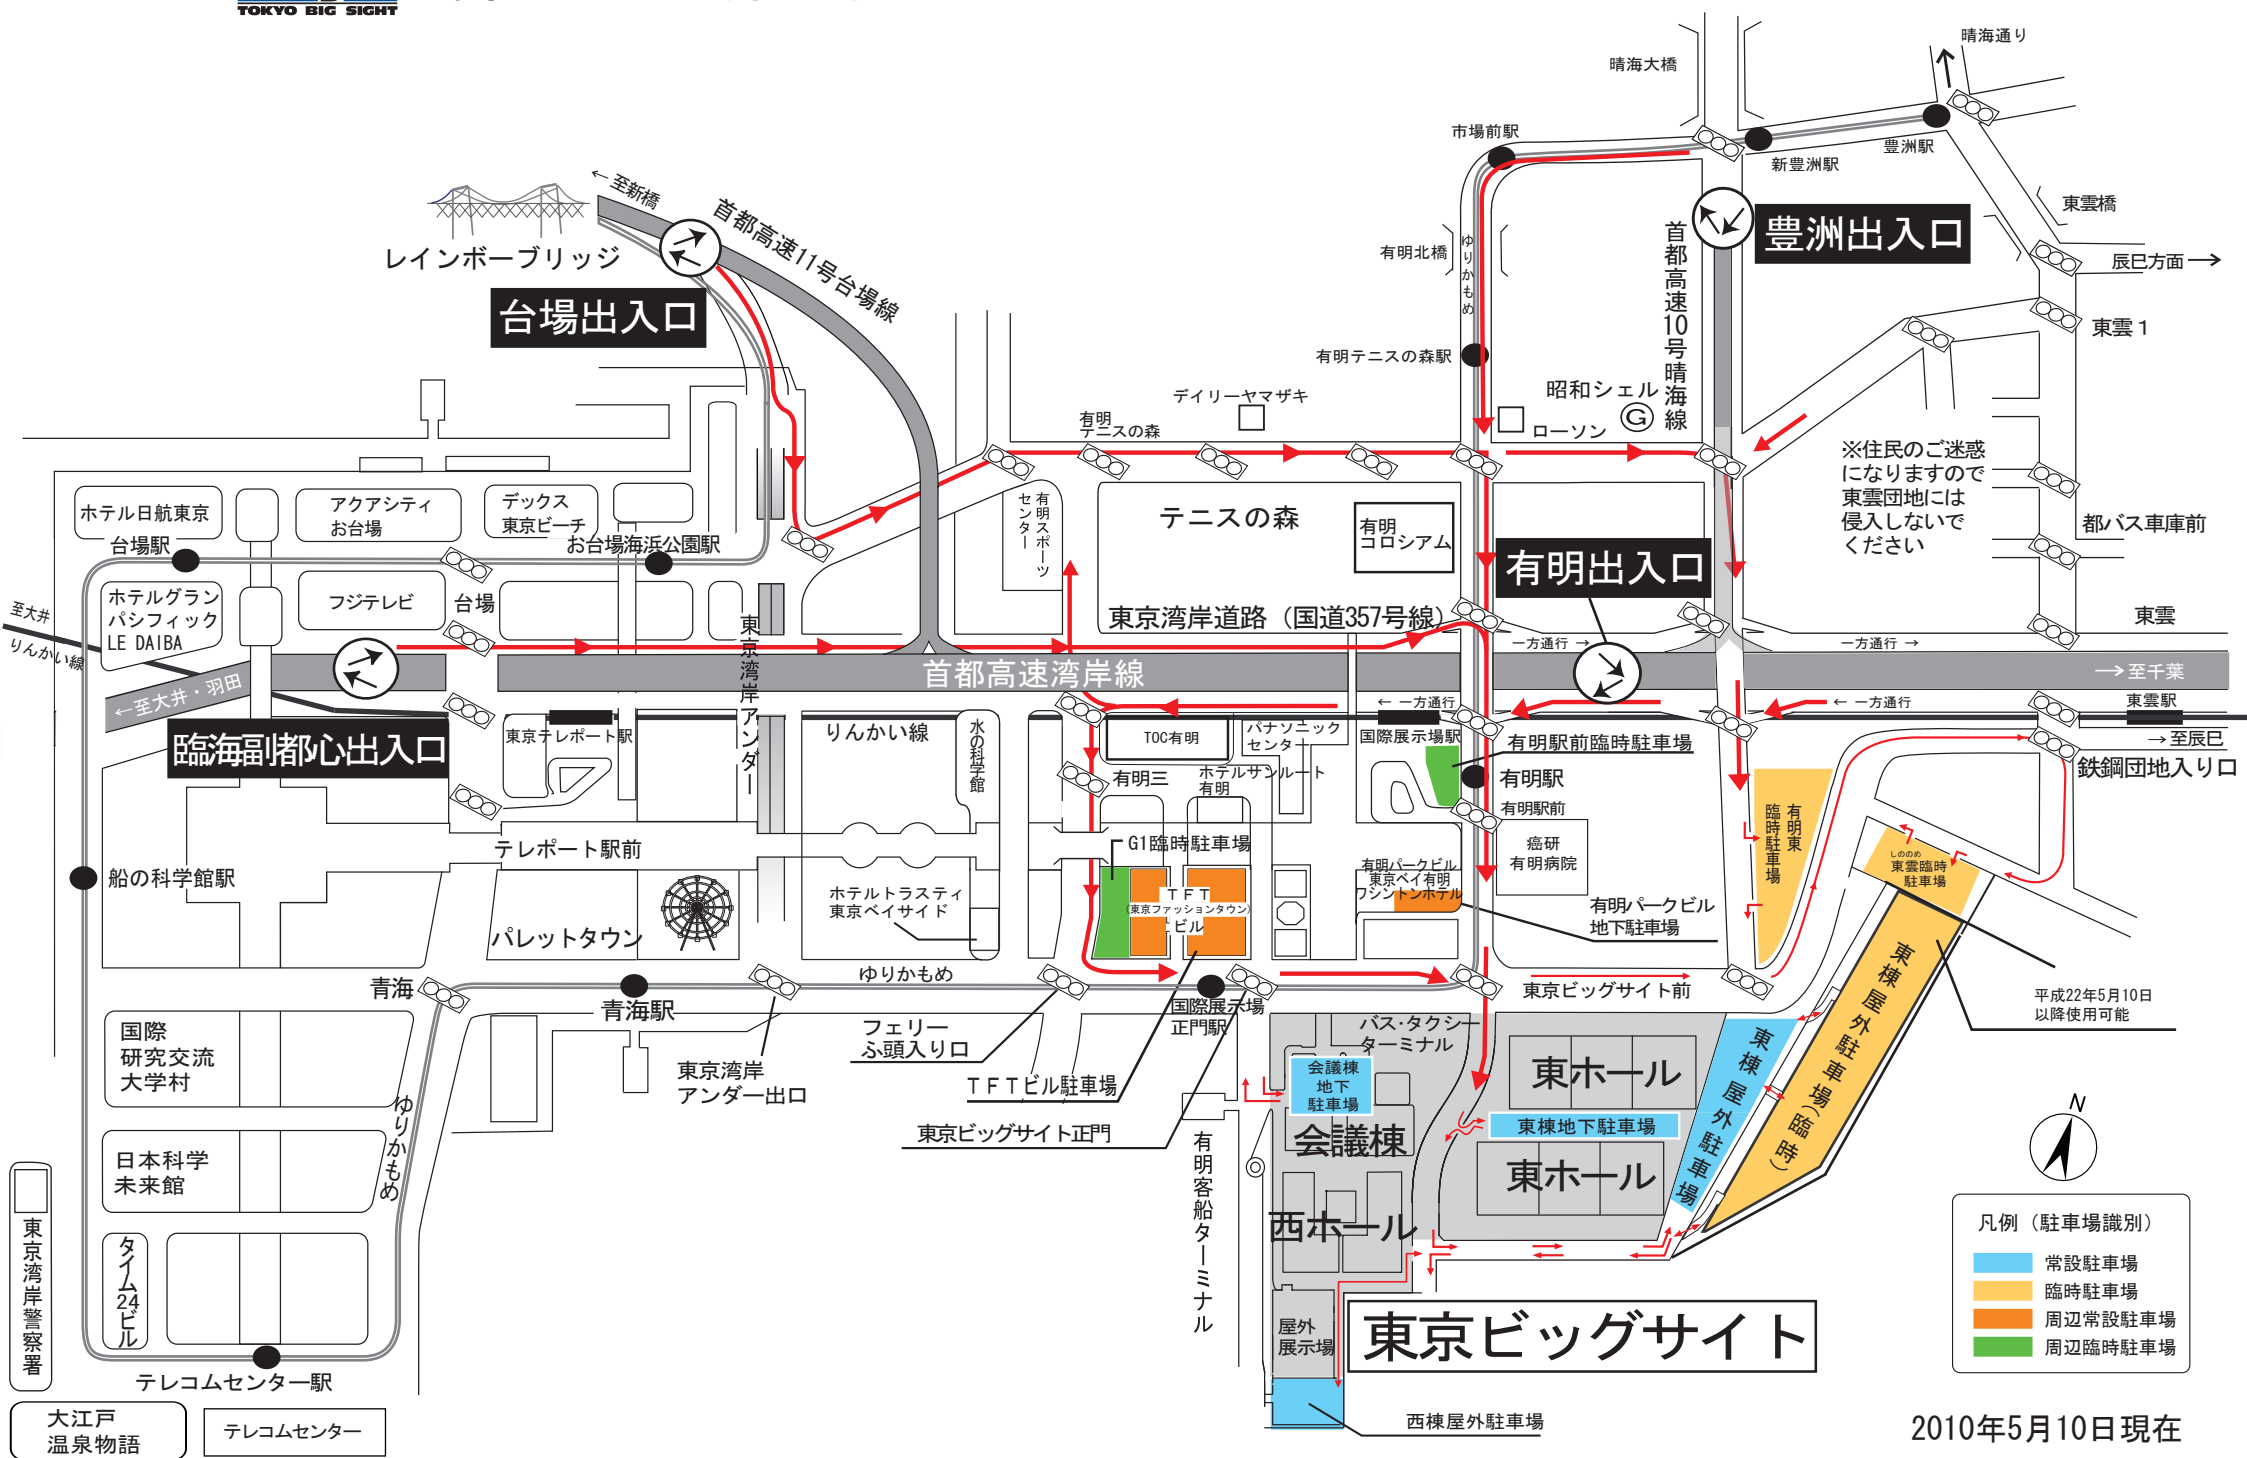 TOKYO BIG SIGHT
晴海通り
晴海大橋
市場前駅
新豊洲駅
豊洲駅
東雲橋
辰巳方面→
東雲1
←至新橋
首都高速11号台場線
レインボーブリッジ
台場出入口
豊洲出入口
首都高速10号晴海線
有明北橋
ゆりかもめ
有明テニスの森駅
昭和シェル
G
ローソン
デイリーヤマザキ
有明
テニスの森
※住民のご迷惑
になりますので
東雲団地には
侵入しないで
ください
都バス車庫前
ホテル日航東京
アクアシティ
お台場
デックス
東京ビーチ
台場駅
お台場海浜公園駅
有明スポーツ
センター
テニスの森
有明
コロシアム
有明出入口
至大井
りんかい線
ホテルグラン
パシフィック
LE DAIBA
フジテレビ
台場
東京湾岸アンダー
東京湾岸道路（国道357号線）
一方通行→
一方通行→
東雲
首都高速湾岸線
→至千葉
←至大井・羽田
臨海副都心出入口
←一方通行
←一方通行
東雲駅
→至辰巳
鉄鋼団地入り口
東京テレポート駅
りんかい線
水の科学館
TOC有明
パナソニック
センター
国際展示場駅
有明駅前臨時駐車場
有明三
ホテルサンルート
有明
有明駅
有明駅前
有明東
臨時駐車場
テレポート駅前
G1臨時駐車場
癌研
有明病院
しののめ
東雲臨時
駐車場
船の科学館駅
ホテルトラスティ
東京ベイサイド
TFT
(東京ファッションタウン)
ビル
有明パークビル
東京ベイ有明
ワシントンホテル
有明パークビル
地下駐車場
パレットタウン
青海
青海駅
ゆりかもめ
国際展示場
正門駅
東京ビッグサイト前
東棟屋外駐車場(臨時)
平成22年5月10日
以降使用可能
国際
研究交流
大学村
東京湾岸
アンダー出口
フェリー
ふ頭入り口
TFTビル駐車場
東京ビッグサイト正門
バス・タクシー
ターミナル
会議棟
地下
駐車場
会議棟
東ホール
東棟地下駐車場
東ホール
東棟屋外駐車場
日本科学
未来館
ゆりかもめ
有明客船ターミナル
西ホール
N
凡例（駐車場識別）
常設駐車場
臨時駐車場
周辺常設駐車場
周辺臨時駐車場
東京湾岸警察署
タイム24ビル
屋外
展示場
東京ビッグサイト
テレコムセンター駅
大江戸
温泉物語
テレコムセンター
西棟屋外駐車場
2010年5月10日現在